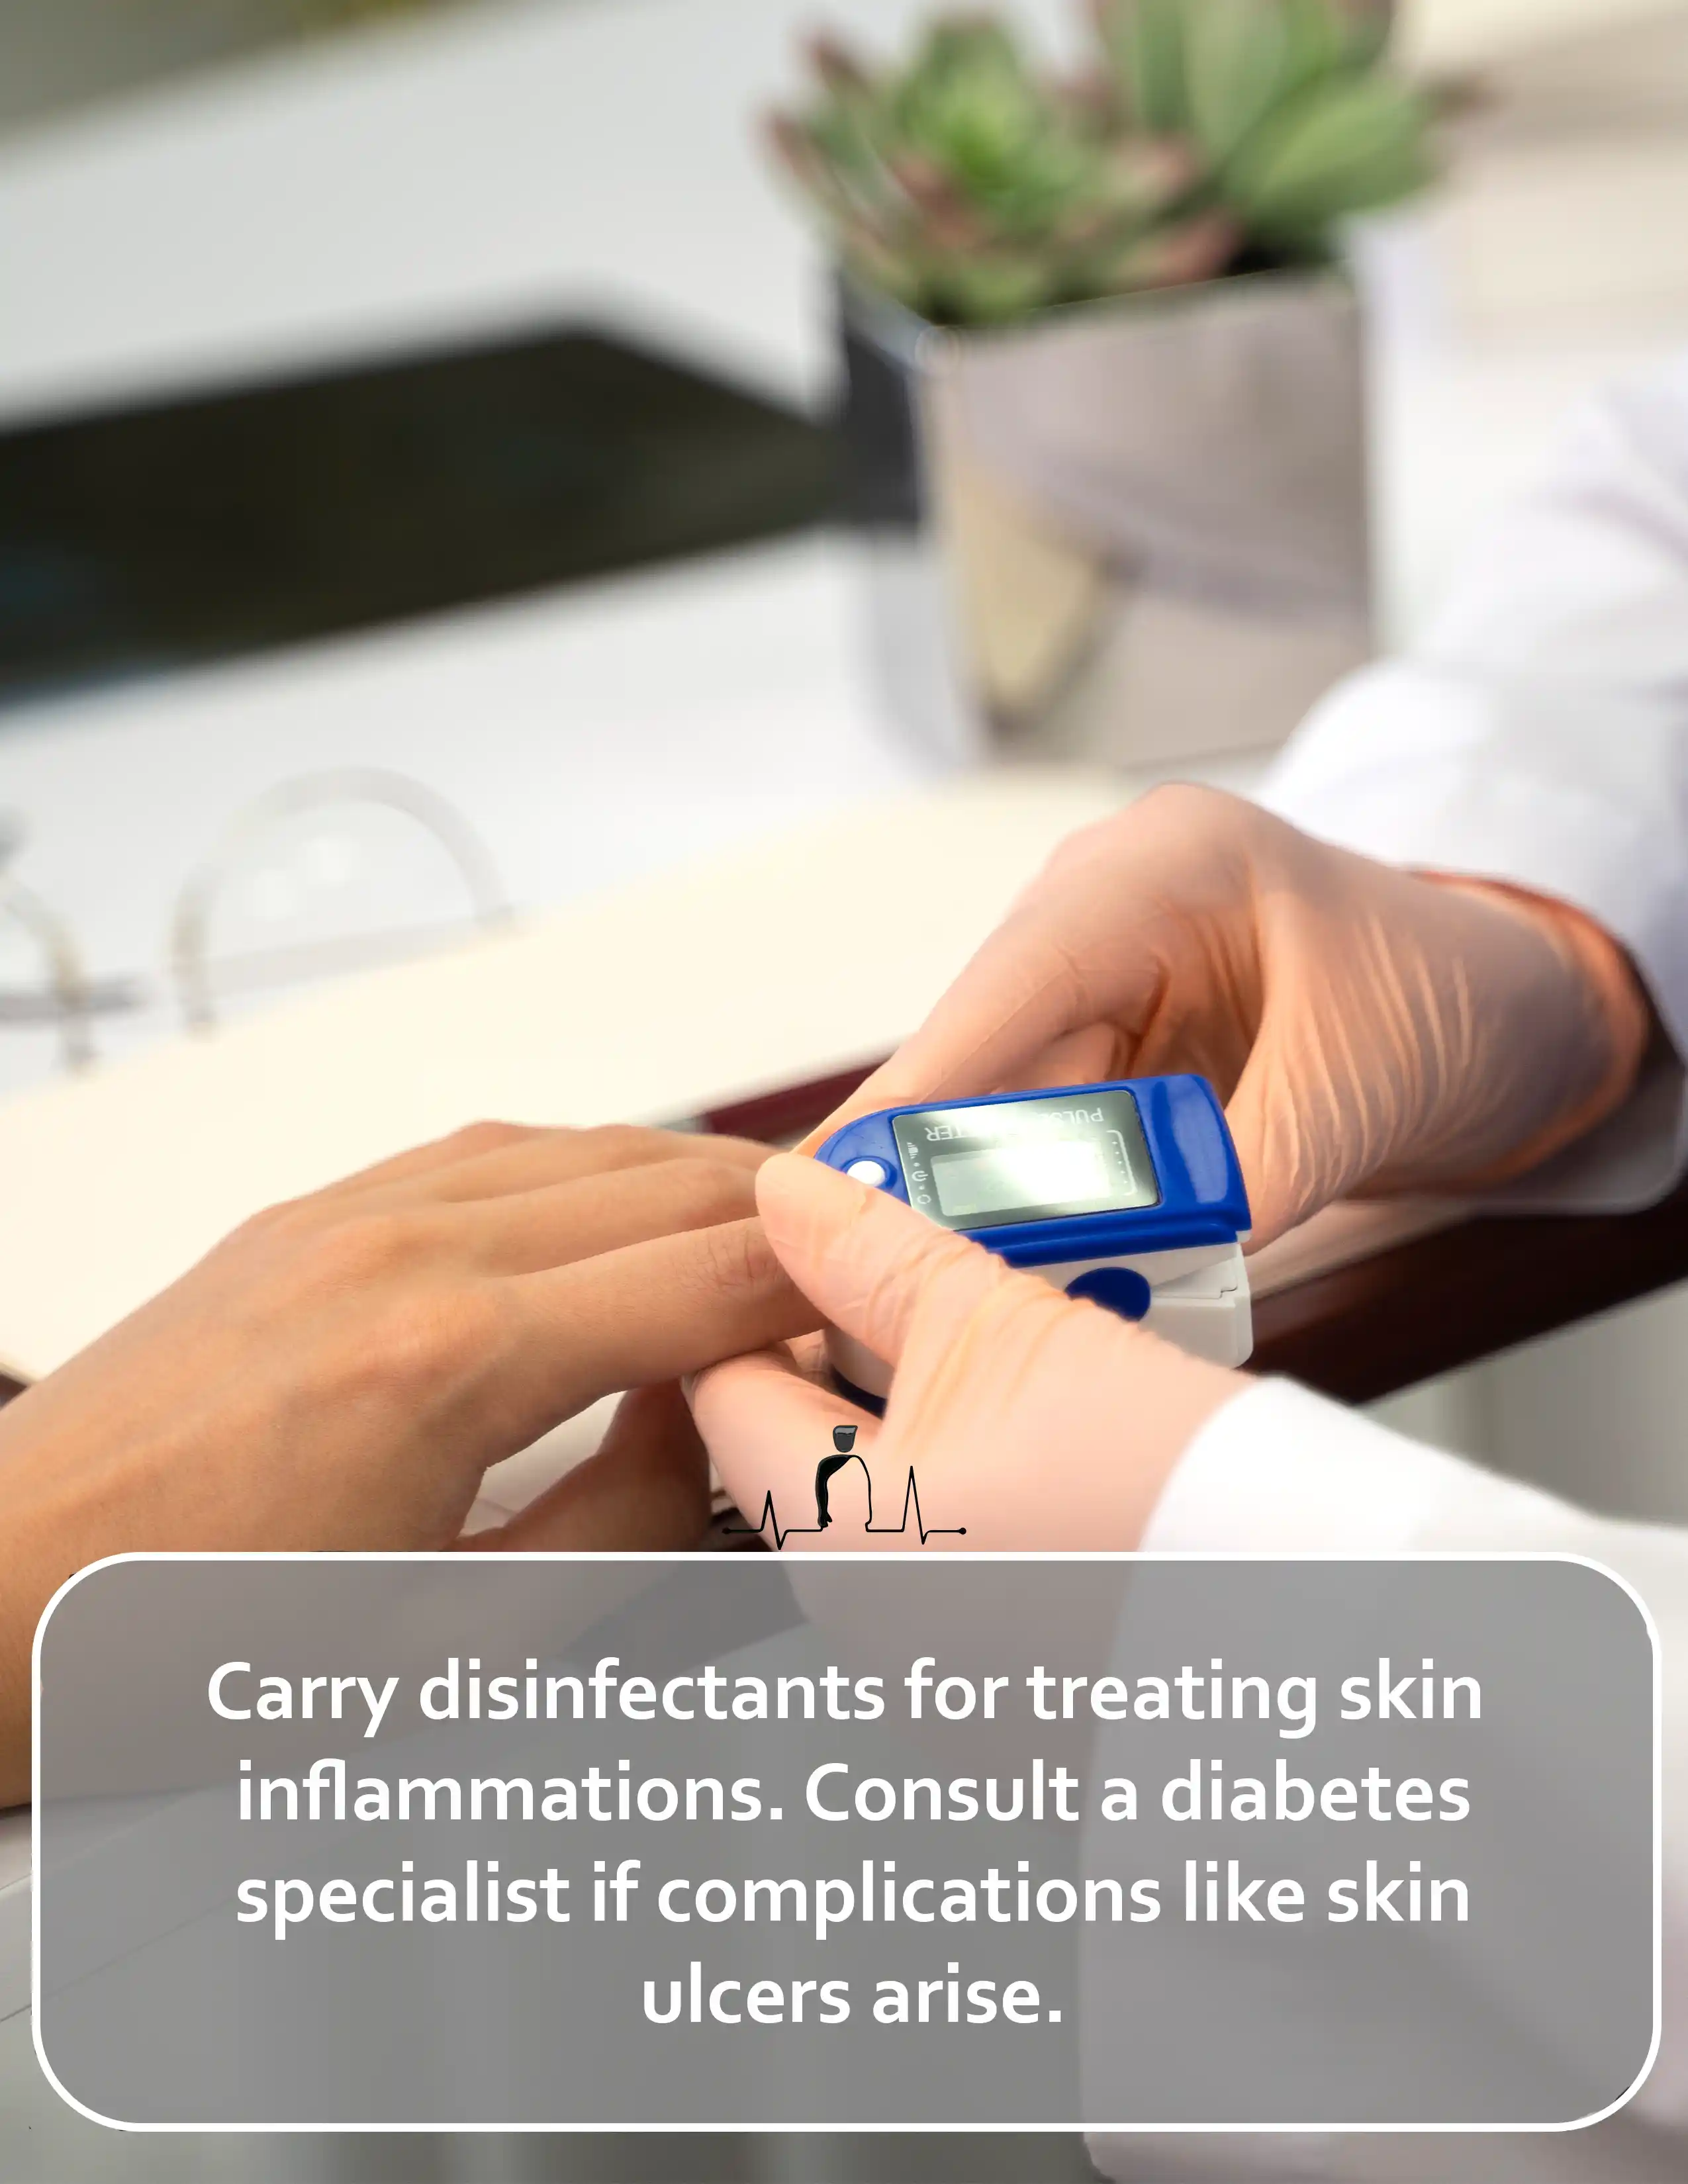 Carry disinfectants for treating skin
inflammations. Consult a diabetes
specialist if complications like skin
ulcers arise.